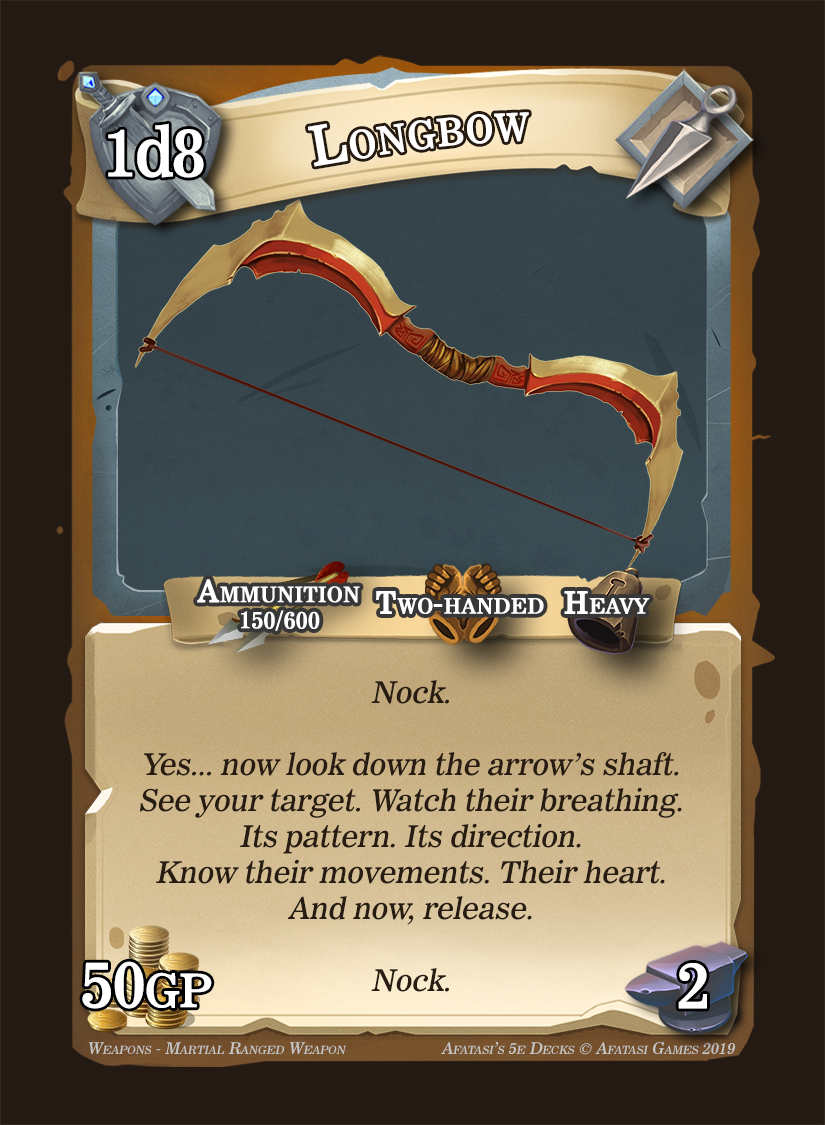 1d8
Longbow
Ammunition
150/600
Two-handed
Heavy
Nock.
Yes... now look down the arrow's shaft.
See your target. Watch their breathing.
Its pattern. Its direction.
Know their movements. Their heart.
And now, release.
Nock.
50GP
2
Weapons - Martial Ranged Weapon
Afatasi's 5e Decks © Afatasi Games 2019